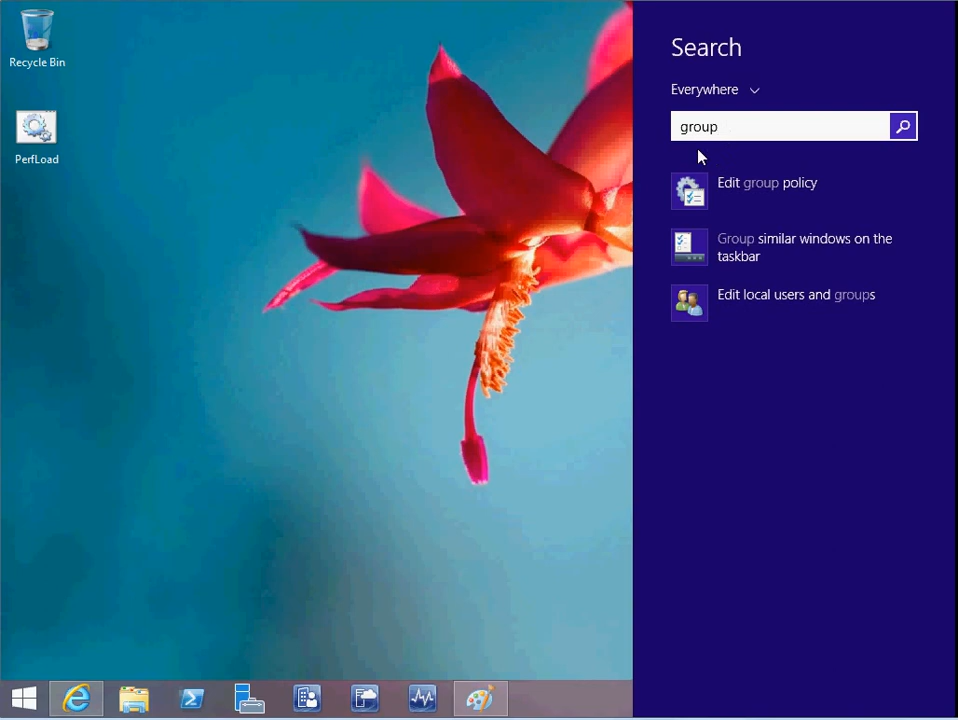 Recycle Bin
PerfLoad
Search
Everywhere
group
Edit group policy
Group similar windows on the
taskbar
Edit local users and groups